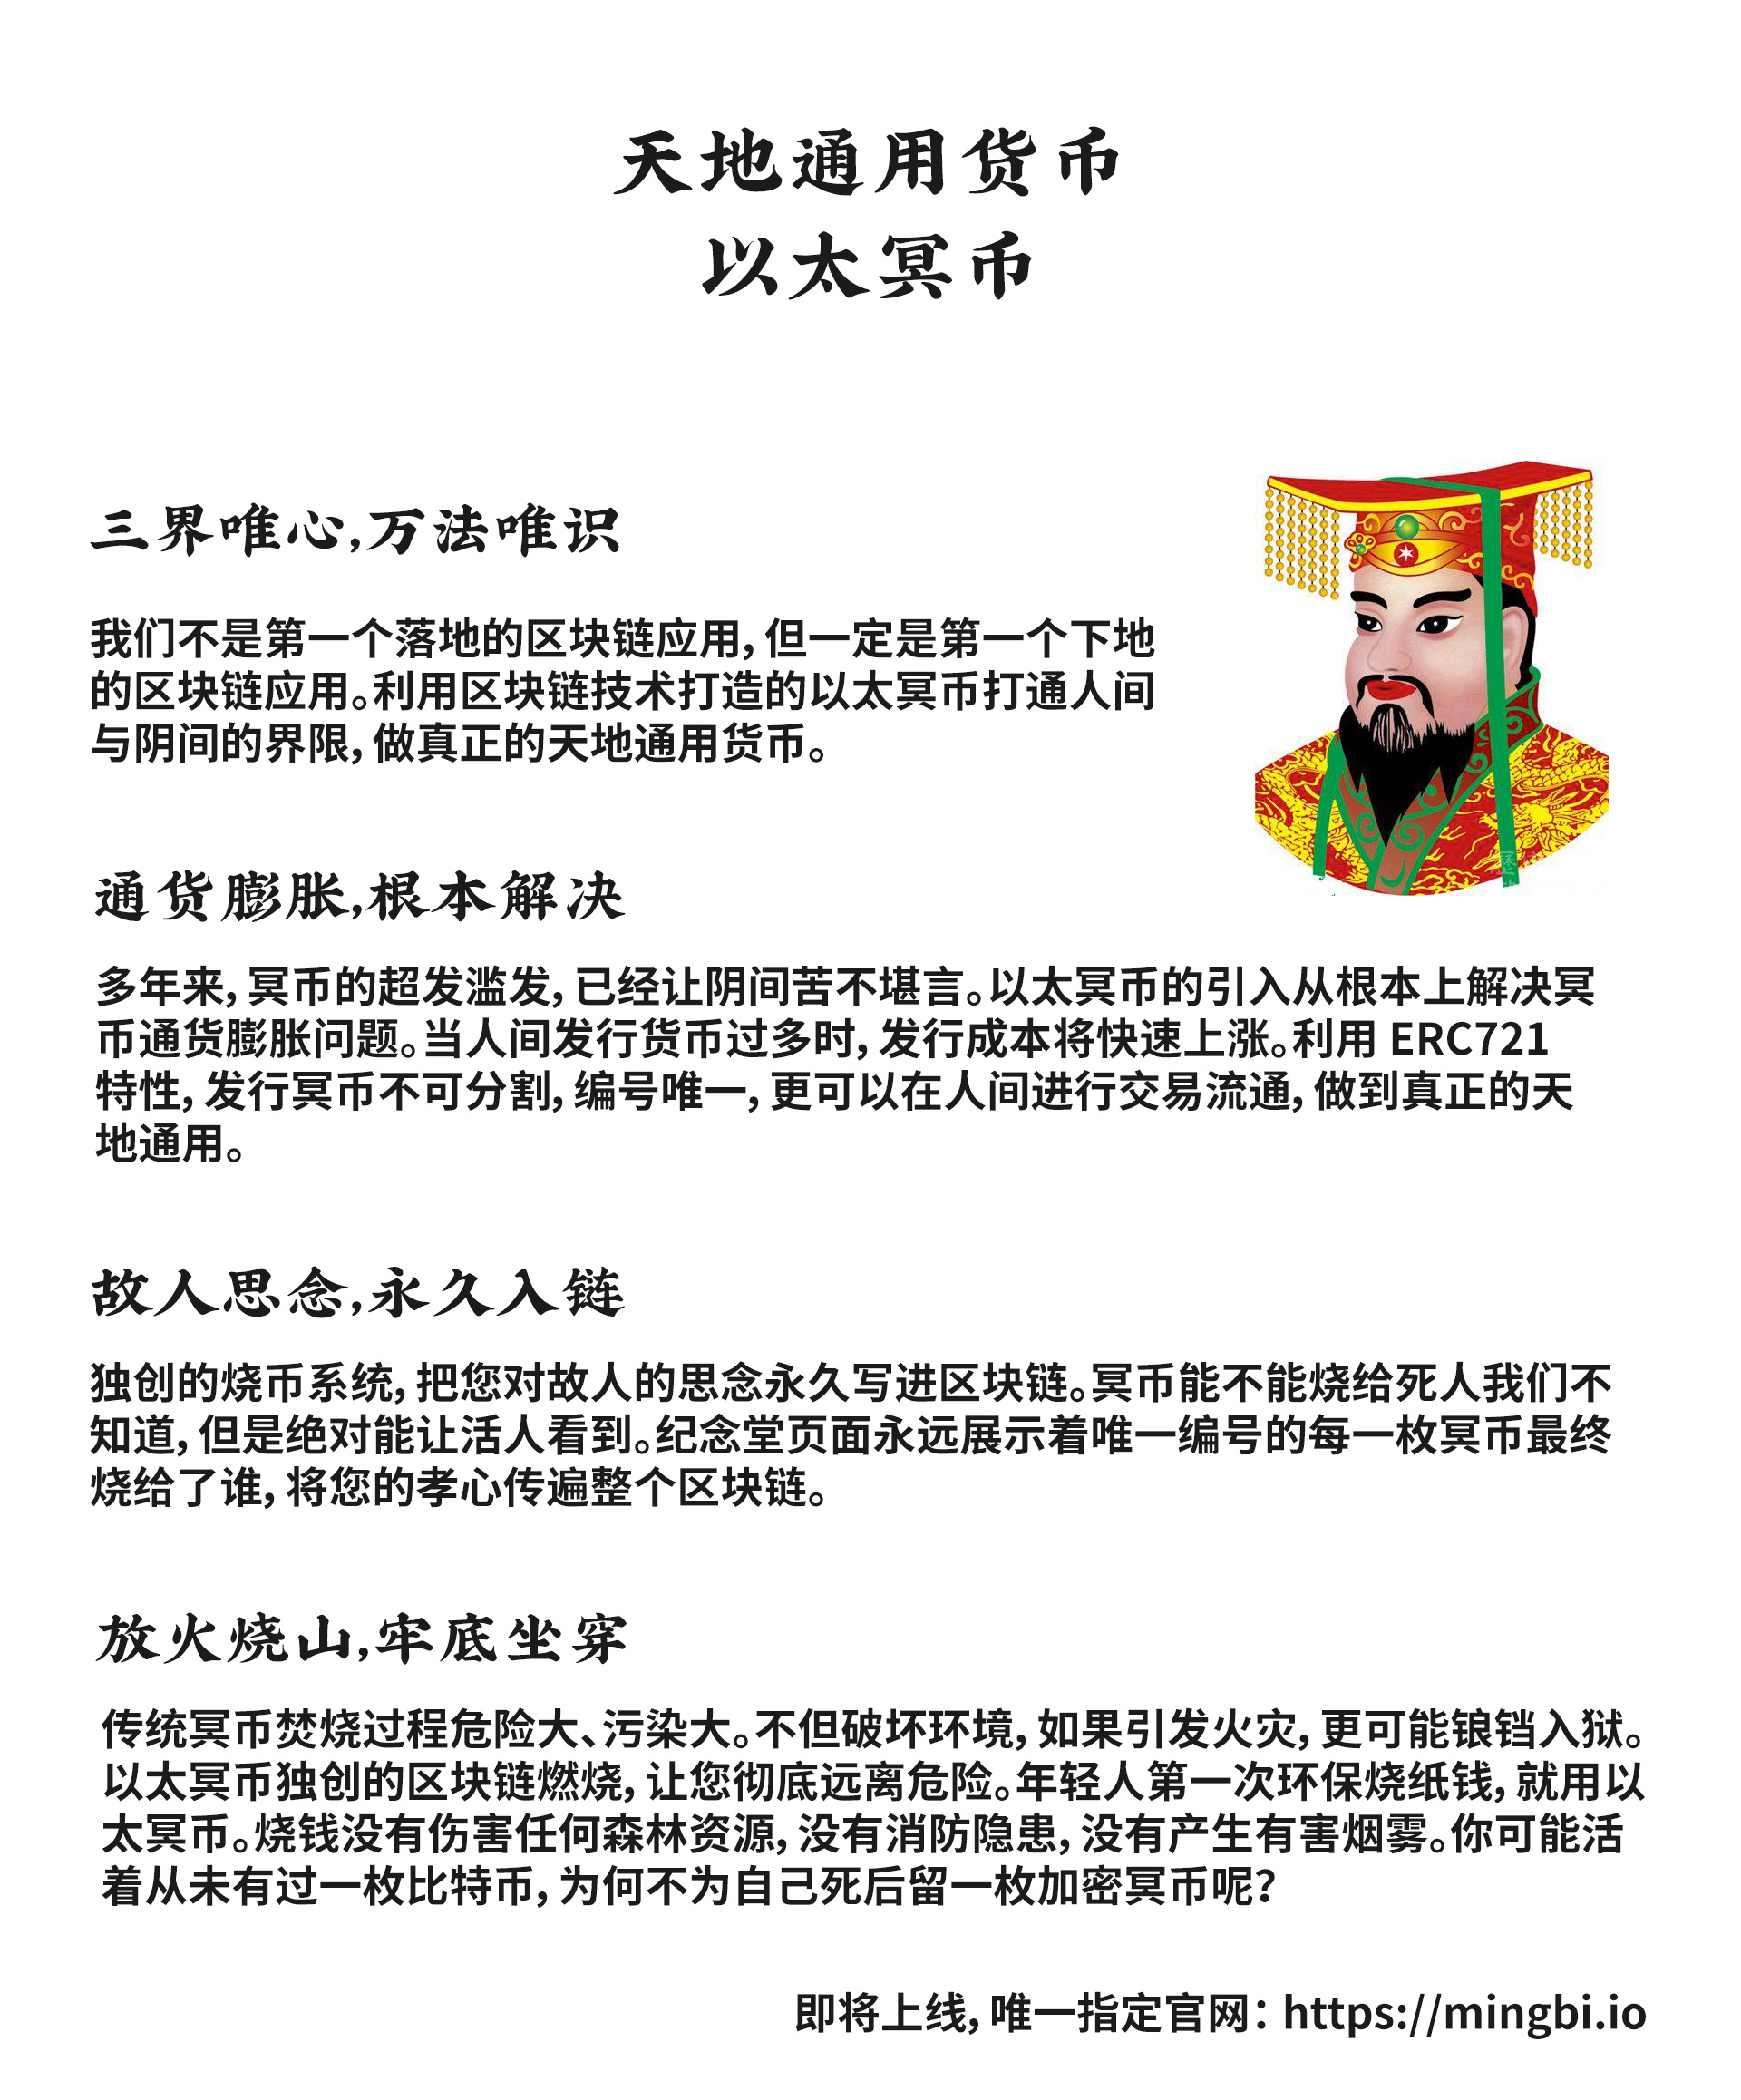 天地通用货币
以太冥币
三界唯心,万法唯识
我们不是第一个落地的区块链应用，但一定是第一个下地
的区块链应用。利用区块链技术打造的以太冥币打通人间
与阴间的界限，做真正的天地通用货币。
通货膨胀,根本解决
多年来，冥币的超发滥发，已经让阴间苦不堪言。以太冥币的引入从根本上解决冥
币通货膨胀问题。当人间发行货币过多时，发行成本将快速上涨。利用 ERC721
特性，发行冥币不可分割，编号唯一，更可以在人间进行交易流通，做到真正的天
地通用。
故人思念,永久入链
独创的烧币系统，把您对故人的思念永久写进区块链。冥币能不能烧给死人我们不
知道，但是绝对能让活人看到。纪念堂页面永远展示着唯一编号的每一枚冥币最终
烧给了谁，将您的孝心传遍整个区块链。
放火烧山,牢底坐穿
传统冥币焚烧过程危险大、污染大。不但破坏环境，如果引发火灾，更可能锒铛入狱。
以太冥币独创的区块链燃烧，让您彻底远离危险。年轻人第一次环保烧纸钱，就用以
太冥币。烧钱没有伤害任何森林资源，没有消防隐患，没有产生有害烟雾。你可能活
着从未有过一枚比特币，为何不为自己死后留一枚加密冥币呢？
即将上线，唯一指定官网：https://mingbi.io